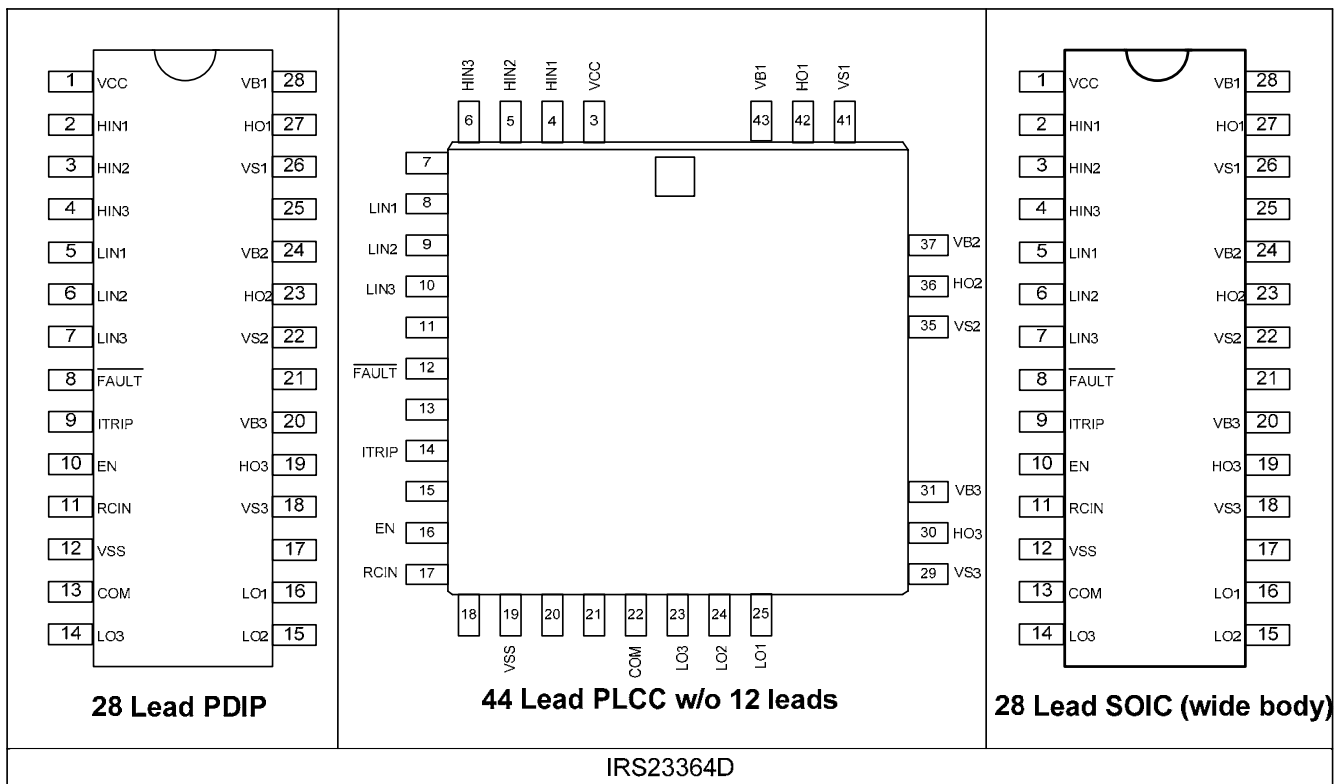 1 VCC VB1 28
2 HIN1 HO1 27
3 HIN2 VS1 26
4 HIN3 25
5 LIN1 VB2 24
6 LIN2 HO2 23
7 LIN3 VS2 22
8 FAULT 21
9 ITRIP VB3 20
10 EN HO3 19
11 RCIN VS3 18
12 VSS 17
13 COM LO1 16
14 LO3 LO2 15
28 Lead PDIP
HIN3 HIN2 HIN1 VCC VB1 HO1 VS1
6 5 4 3 43 42 41
7
LIN1 8
LIN2 9 37 VB2
LIN3 10 36 HO2
11 35 VS2
FAULT 12
13
ITRIP 14
15 31 VB3
EN 16 30 HO3
RCIN 17 29 VS3
18 19 20 21 22 23 24 25
VSS COM LO3 LO2 LO1
44 Lead PLCC w/o 12 leads
1 VCC VB1 28
2 HIN1 HO1 27
3 HIN2 VS1 26
4 HIN3 25
5 LIN1 VB2 24
6 LIN2 HO2 23
7 LIN3 VS2 22
8 FAULT 21
9 ITRIP VB3 20
10 EN HO3 19
11 RCIN VS3 18
12 VSS 17
13 COM LO1 16
14 LO3 LO2 15
28 Lead SOIC (wide body)
IRS23364D